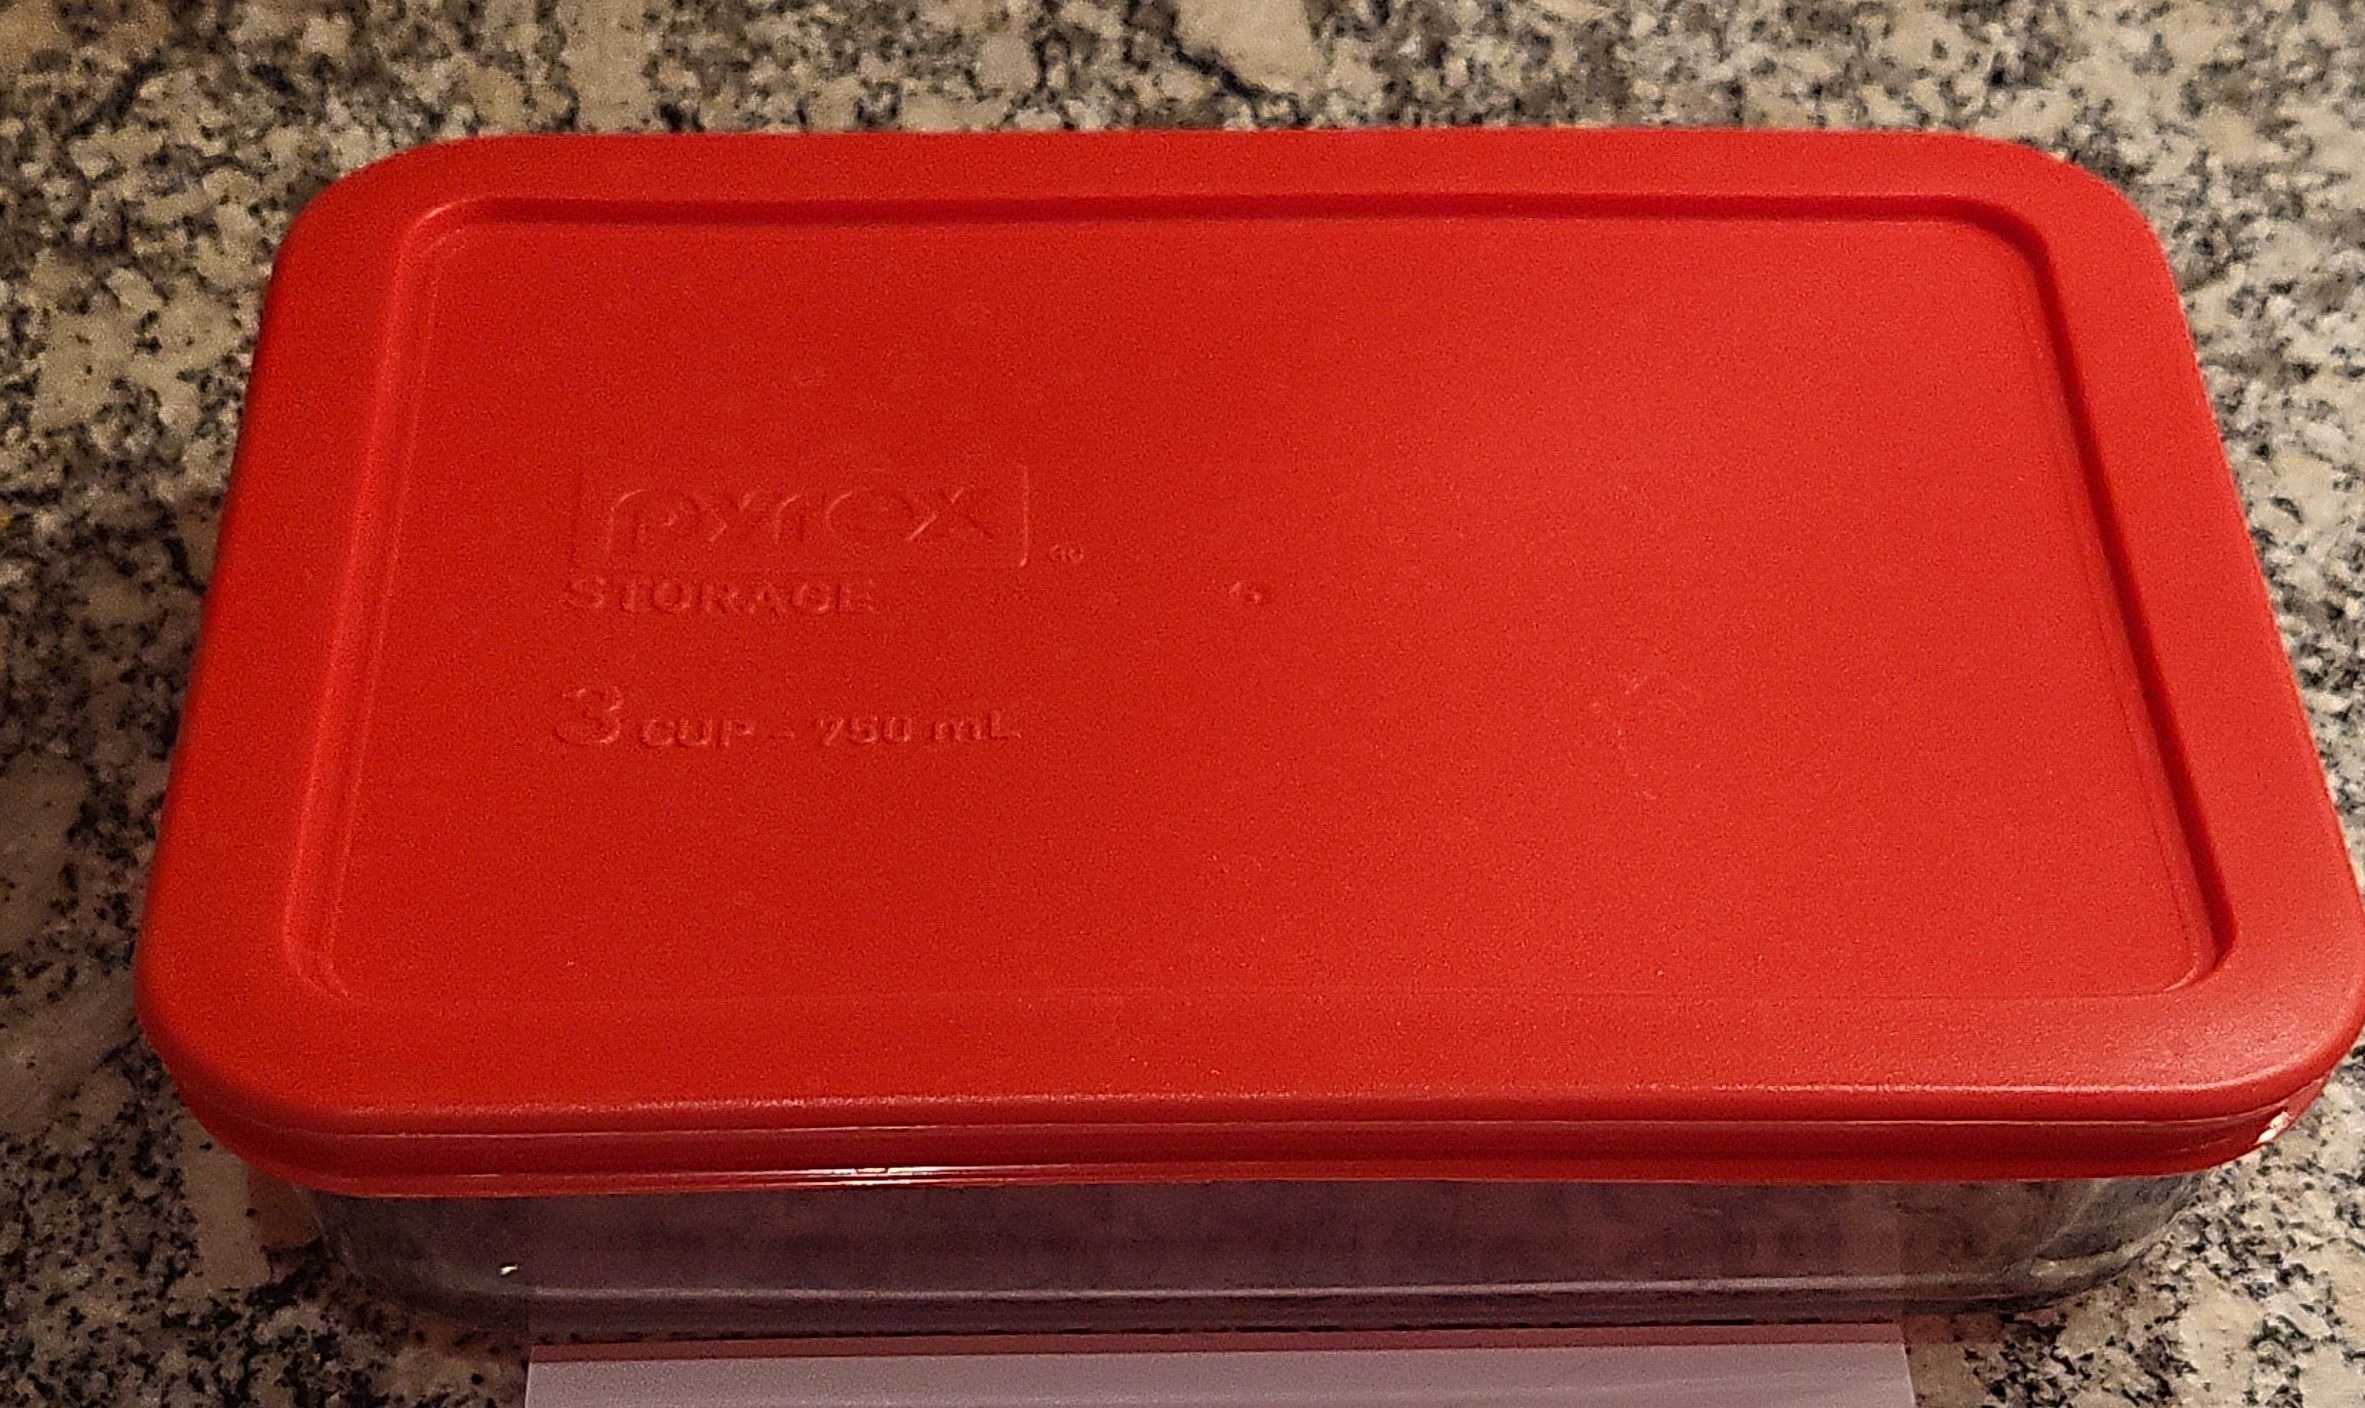 pyrex ®
STORAGE
3 CUP - 750 mL